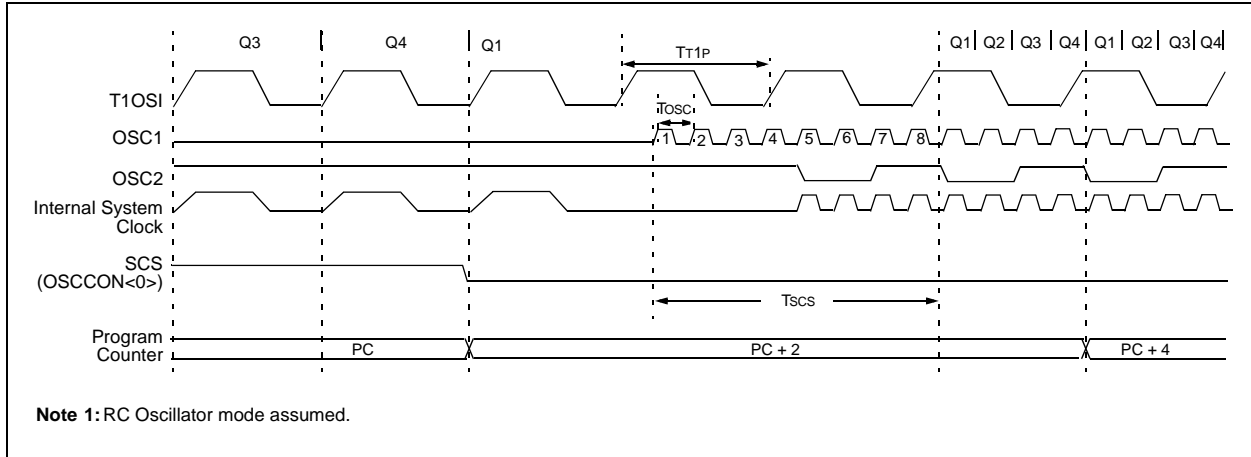 Q3 Q4 Q1 TT1P Q1 Q2 Q3 Q4 Q1 Q2 Q3 Q4
T1OSI
TOSC
OSC1 1 2 3 4 5 6 7 8
OSC2
Internal System
Clock
SCS
(OSCCON<0>)
TSCS
Program
Counter
PC PC + 2 PC + 4
Note 1: RC Oscillator mode assumed.